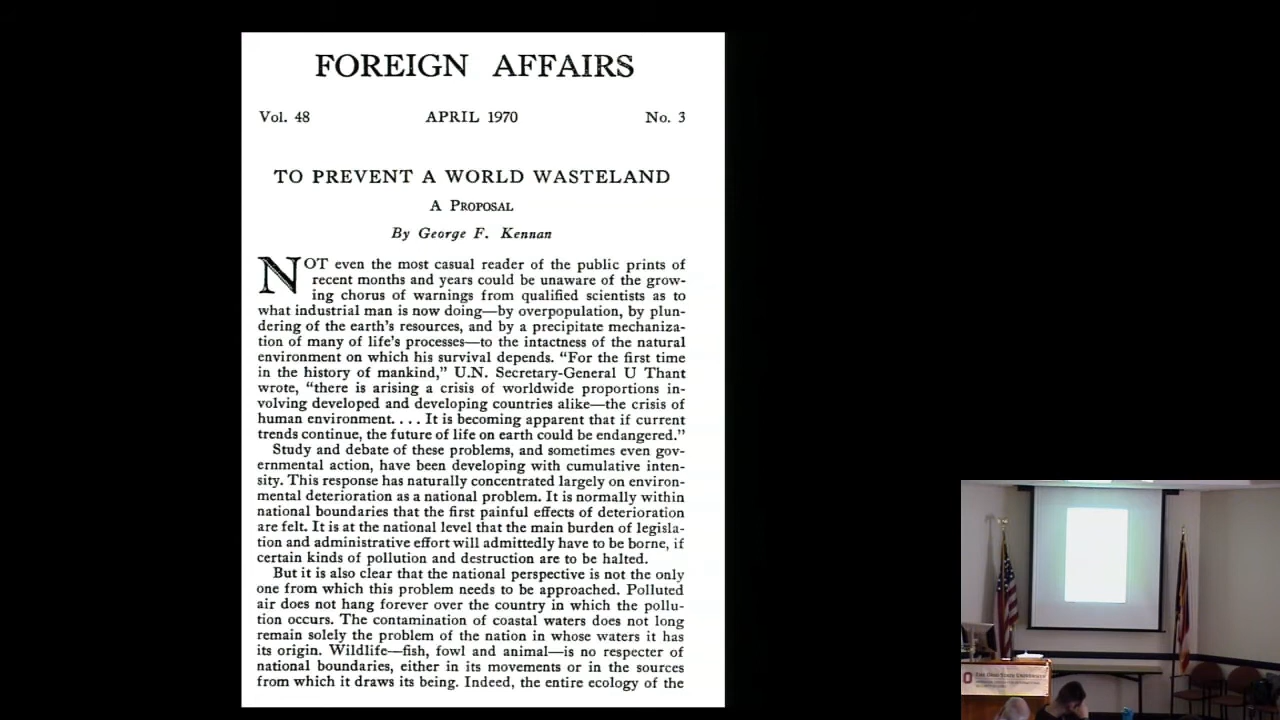 FOREIGN AFFAIRS
Vol. 48 APRIL 1970 No. 3
TO PREVENT A WORLD WASTELAND
A PROPOSAL
By George F. Kennan
NOT even the most casual reader of the public prints of
recent months and years could be unaware of the grow-
ing chorus of warnings from qualified scientists as to
what industrial man is now doing—by overpopulation, by plun-
dering of the earth's resources, and by a precipitate mechaniza-
tion of many of life's processes—to the intactness of the natural
environment on which his survival depends. "For the first time
in the history of mankind," U.N. Secretary-General U Thant
wrote, "there is arising a crisis of worldwide proportions in-
volving developed and developing countries alike—the crisis of
human environment. . . . It is becoming apparent that if current
trends continue, the future of life on earth could be endangered."
Study and debate of these problems, and sometimes even gov-
ernmental action, have been developing with cumulative inten-
sity. This response has naturally concentrated largely on environ-
mental deterioration as a national problem. It is normally within
national boundaries that the first painful effects of deterioration
are felt. It is at the national level that the main burden of legisla-
tion and administrative effort will admittedly have to be borne, if
certain kinds of pollution and destruction are to be halted.
But it is also clear that the national perspective is not the only
one from which this problem needs to be approached. Polluted
air does not hang forever over the country in which the pollu-
tion occurs. The contamination of coastal waters does not long
remain solely the problem of the nation in whose waters it has
its origin. Wildlife—fish, fowl and animal—is no respecter of
national boundaries, either in its movements or in the sources
from which it draws its being. Indeed, the entire ecology of the
THE OHIO STATE UNIVERSITY